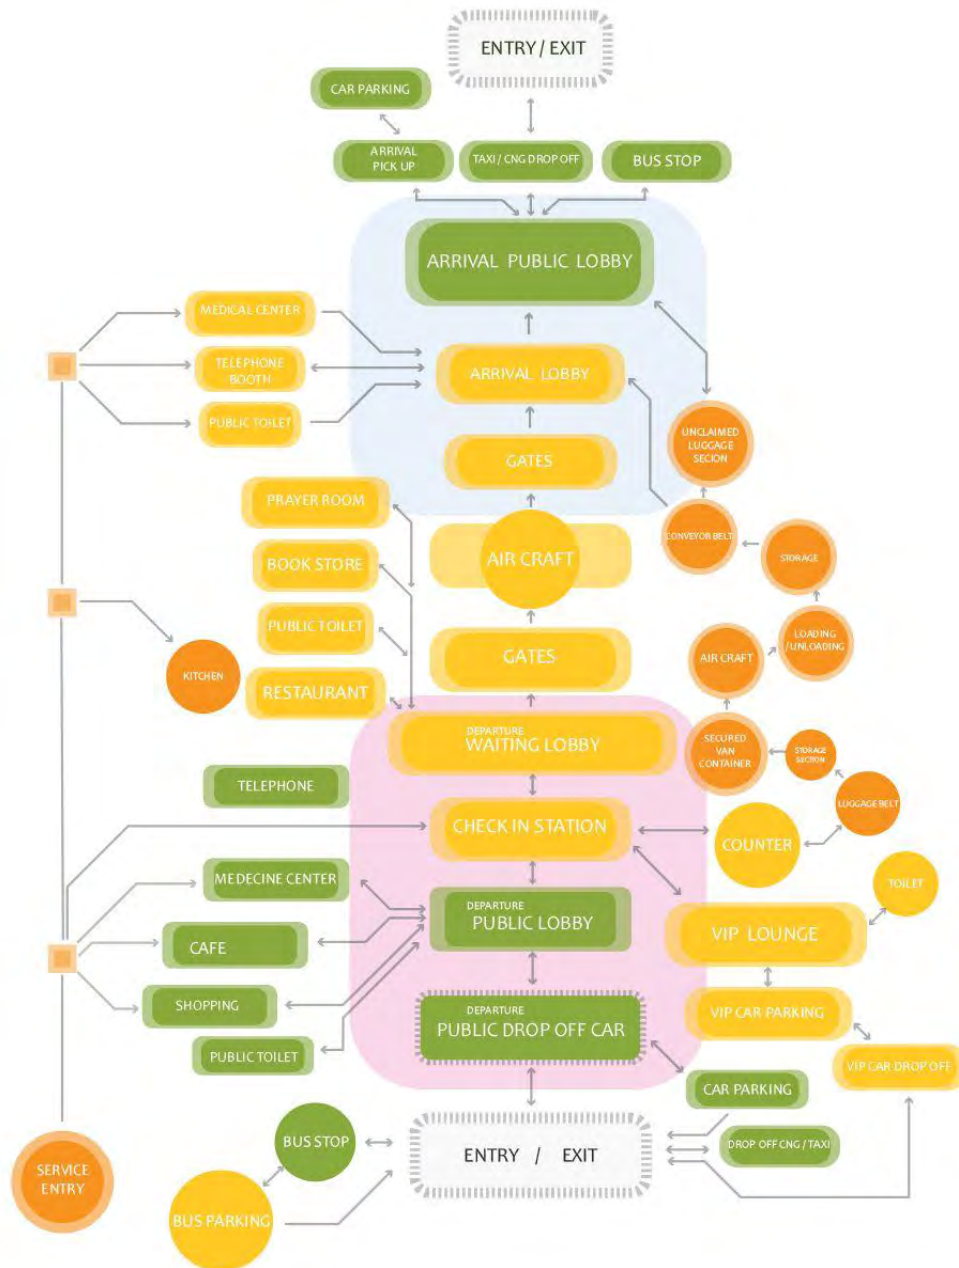 ENTRY / EXIT
CAR PARKING
ARRIVAL
PICK UP
TAXI / CNG DROP OFF
BUS STOP
ARRIVAL PUBLIC LOBBY
MEDICAL CENTER
TELEPHONE
BOOTH
PUBLIC TOILET
ARRIVAL LOBBY
UNCLAIMED
LUGGAGE
SECION
GATES
PRAYER ROOM
BOOK STORE
PUBLIC TOILET
RESTAURANT
AIR CRAFT
CONVEYOR BELT
STORAGE
LOADING
/UNLOADING
AIR CRAFT
GATES
KITCHEN
DEPARTURE
WAITING LOBBY
SECURED
VAN
CONTAINER
STORAGE
SECTION
LUGGAGE BELT
TELEPHONE
CHECK IN STATION
COUNTER
MEDECINE CENTER
TOILET
DEPARTURE
PUBLIC LOBBY
CAFE
VIP LOUNGE
SHOPPING
VIP CAR PARKING
DEPARTURE
PUBLIC DROP OFF CAR
PUBLIC TOILET
VIP CAR DROP OFF
CAR PARKING
BUS STOP
ENTRY / EXIT
DROP OFF CNG / TAXI
SERVICE
ENTRY
BUS PARKING